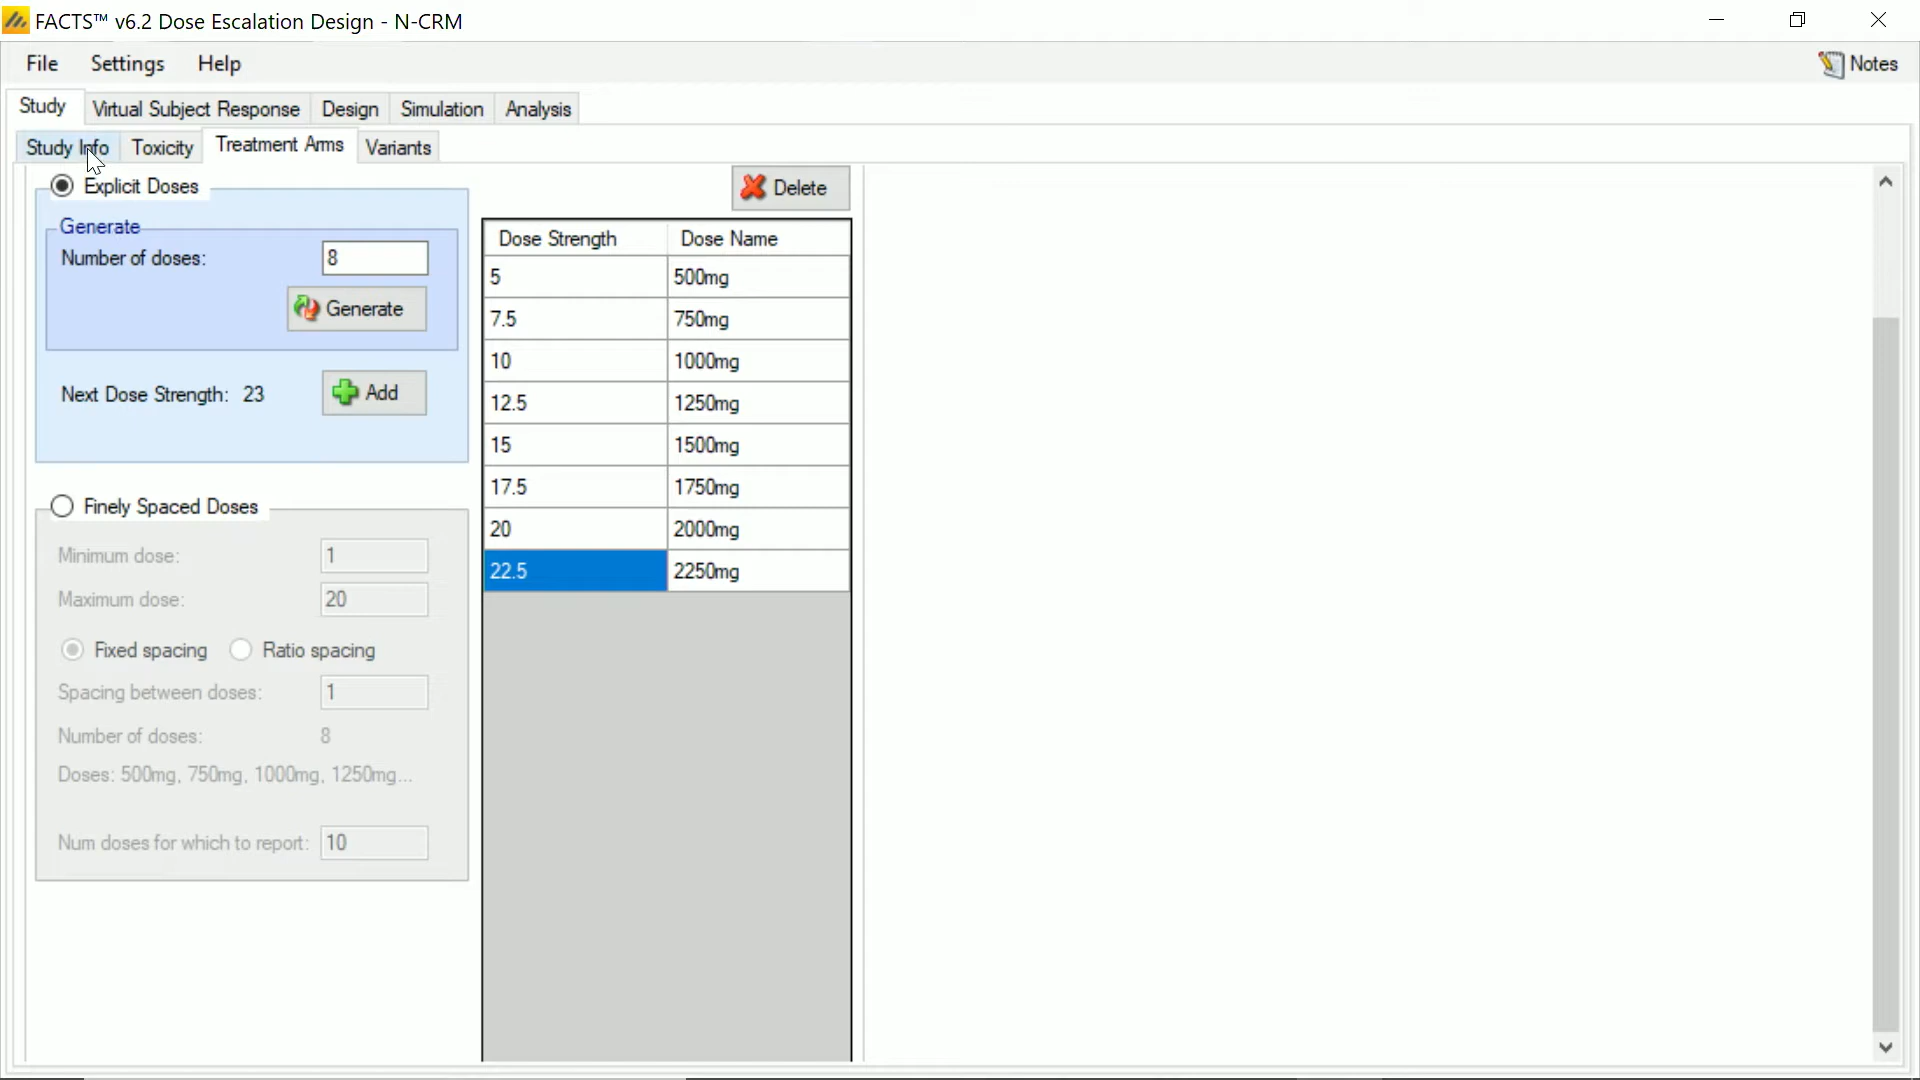 FACTS™ v6.2 Dose Escalation Design - N-CRM
File Settings Help Notes
Study Virtual Subject Response Design Simulation Analysis
Study Info Toxicity Treatment Arms Variants
Explicit Doses
Delete
Generate
Number of doses: 8
Generate
Next Dose Strength: 23 Add
Dose Strength Dose Name
5 500mg
7.5 750mg
10 1000mg
12.5 1250mg
15 1500mg
17.5 1750mg
20 2000mg
22.5 2250mg
Finely Spaced Doses
Minimum dose: 1
Maximum dose: 20
Fixed spacing Ratio spacing
Spacing between doses: 1
Number of doses: 8
Doses: 500mg, 750mg, 1000mg, 1250mg...
Num doses for which to report: 10